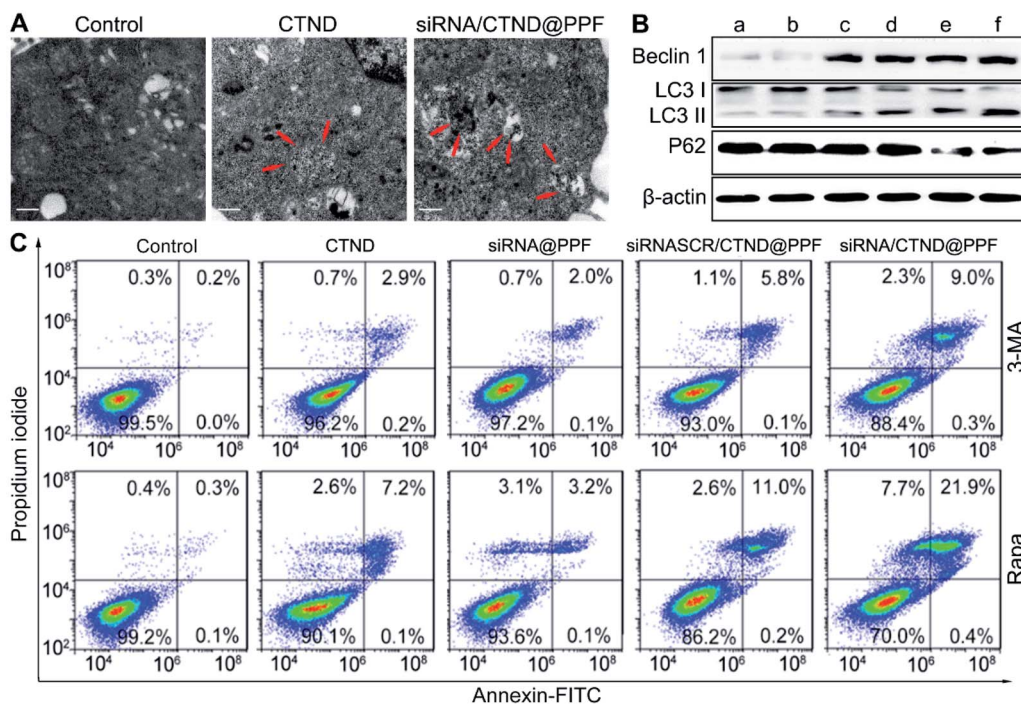 A
Control
CTND
siRNA/CTND@PPF
B
a b c d e f
Beclin 1
LC3 I
LC3 II
P62
β-actin
C
Control
CTND
siRNA@PPF
siRNASCR/CTND@PPF
siRNA/CTND@PPF
10⁸
10⁶
10⁴
10²
0.3% 0.2%
99.5% 0.0%
0.7% 2.9%
96.2% 0.2%
0.7% 2.0%
97.2% 0.1%
1.1% 5.8%
93.0% 0.1%
2.3% 9.0%
88.4% 0.3%
3-MA
10⁴ 10⁶ 10⁸ 10⁴ 10⁶ 10⁸ 10⁴ 10⁶ 10⁸ 10⁴ 10⁶ 10⁸ 10⁴ 10⁶ 10⁸
10⁸
10⁶
10⁴
10²
0.4% 0.3%
99.2% 0.1%
2.6% 7.2%
90.1% 0.1%
3.1% 3.2%
93.6% 0.1%
2.6% 11.0%
86.2% 0.2%
7.7% 21.9%
70.0% 0.4%
Rapa
10⁴ 10⁶ 10⁸ 10⁴ 10⁶ 10⁸ 10⁴ 10⁶ 10⁸ 10⁴ 10⁶ 10⁸ 10⁴ 10⁶ 10⁸
Propidium iodide
Annexin-FITC